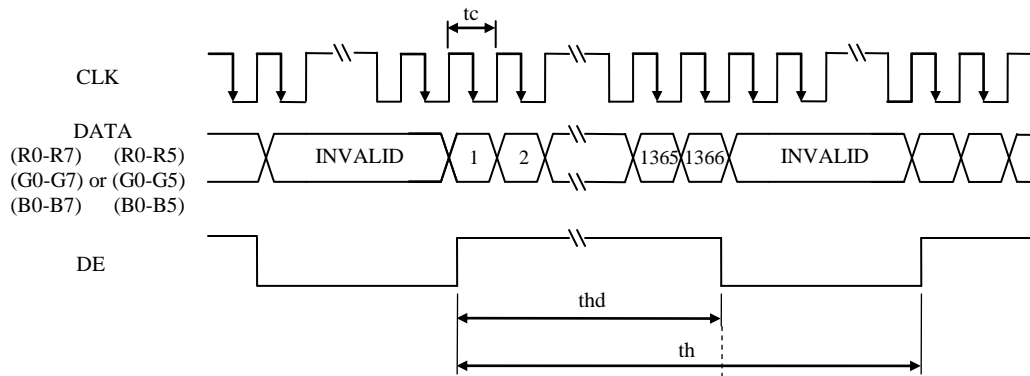 tc
CLK
DATA
(R0-R7) (R0-R5)
(G0-G7) or (G0-G5)
(B0-B7) (B0-B5)
INVALID 1 2 1365 1366 INVALID
DE
thd
th